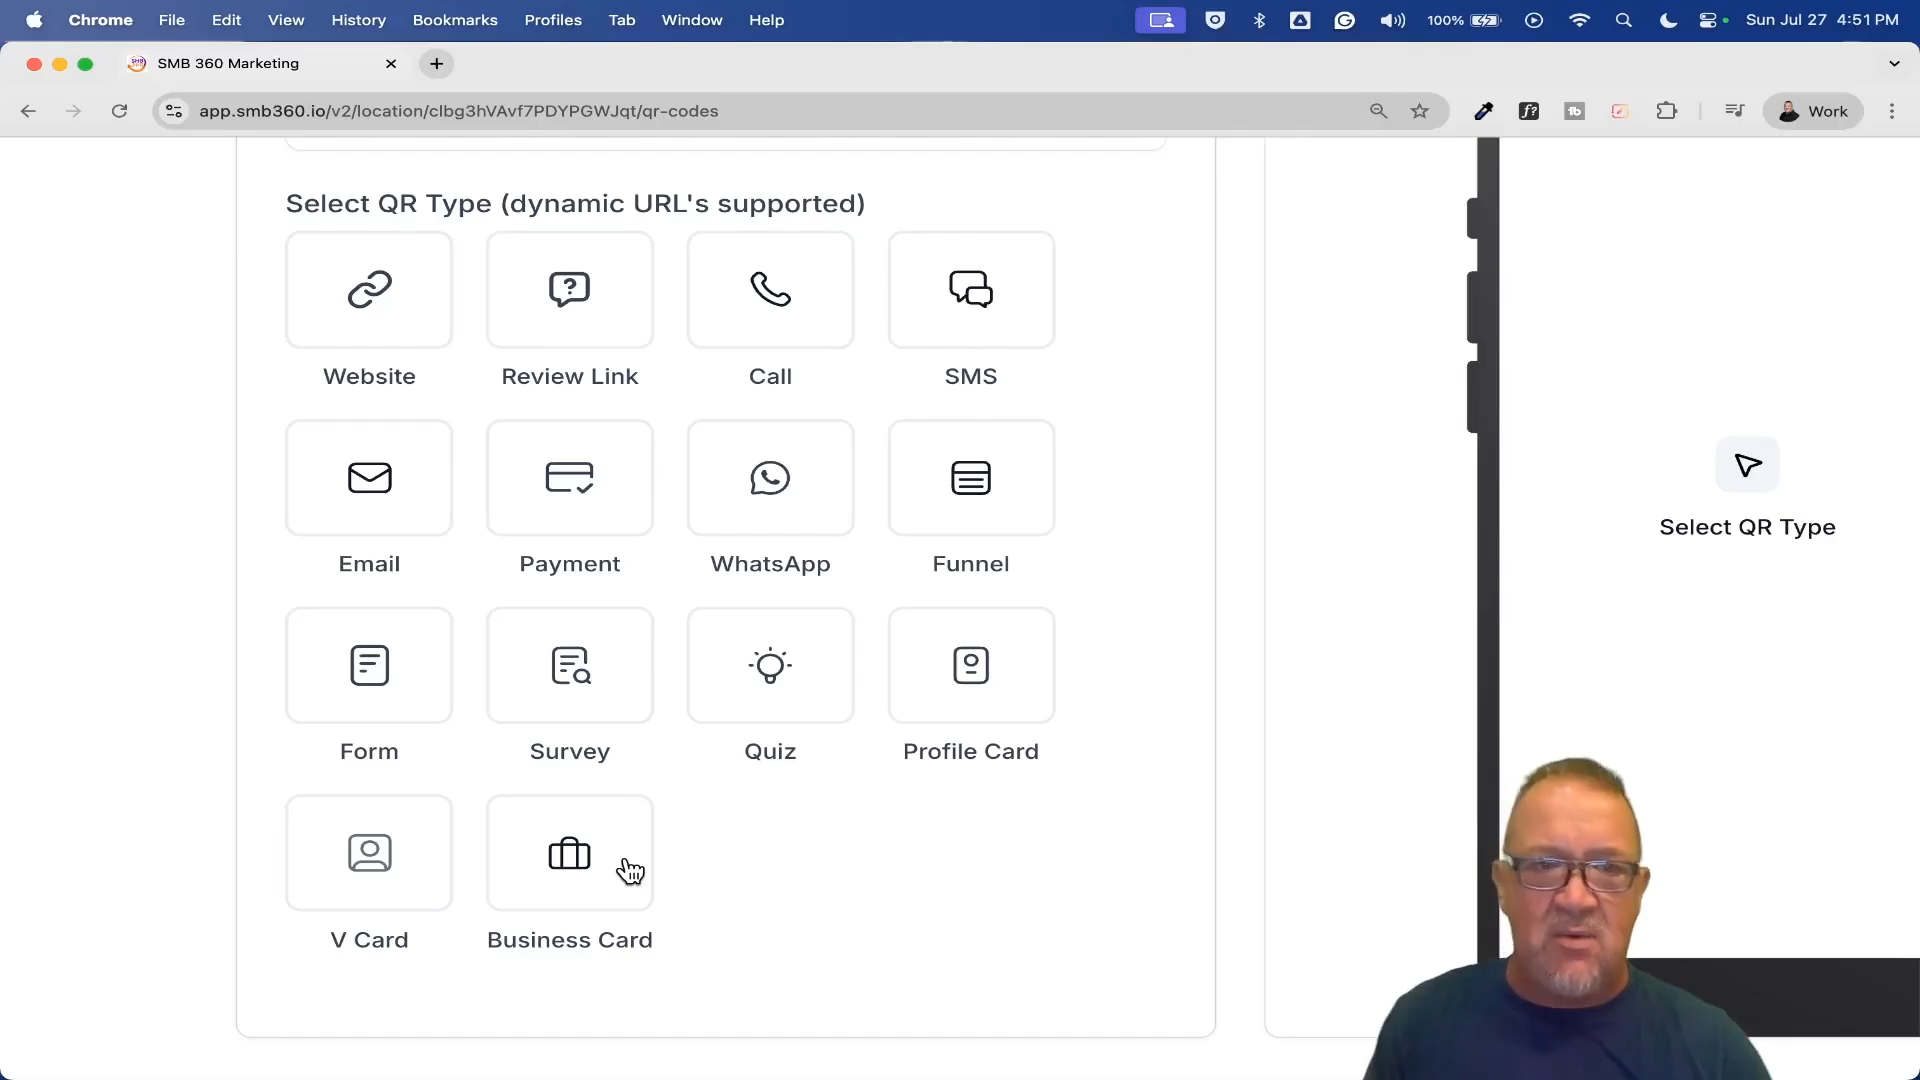 Chrome File Edit View History Bookmarks Profiles Tab Window Help 100% Sun Jul 27 4:51 PM
SMB 360 Marketing
app.smb360.io/v2/location/clbg3hVAvf7PDYPGWJqt/qr-codes Work
Select QR Type (dynamic URL's supported)
Website Review Link Call SMS
Email Payment WhatsApp Funnel
Form Survey Quiz Profile Card
V Card Business Card
Select QR Type